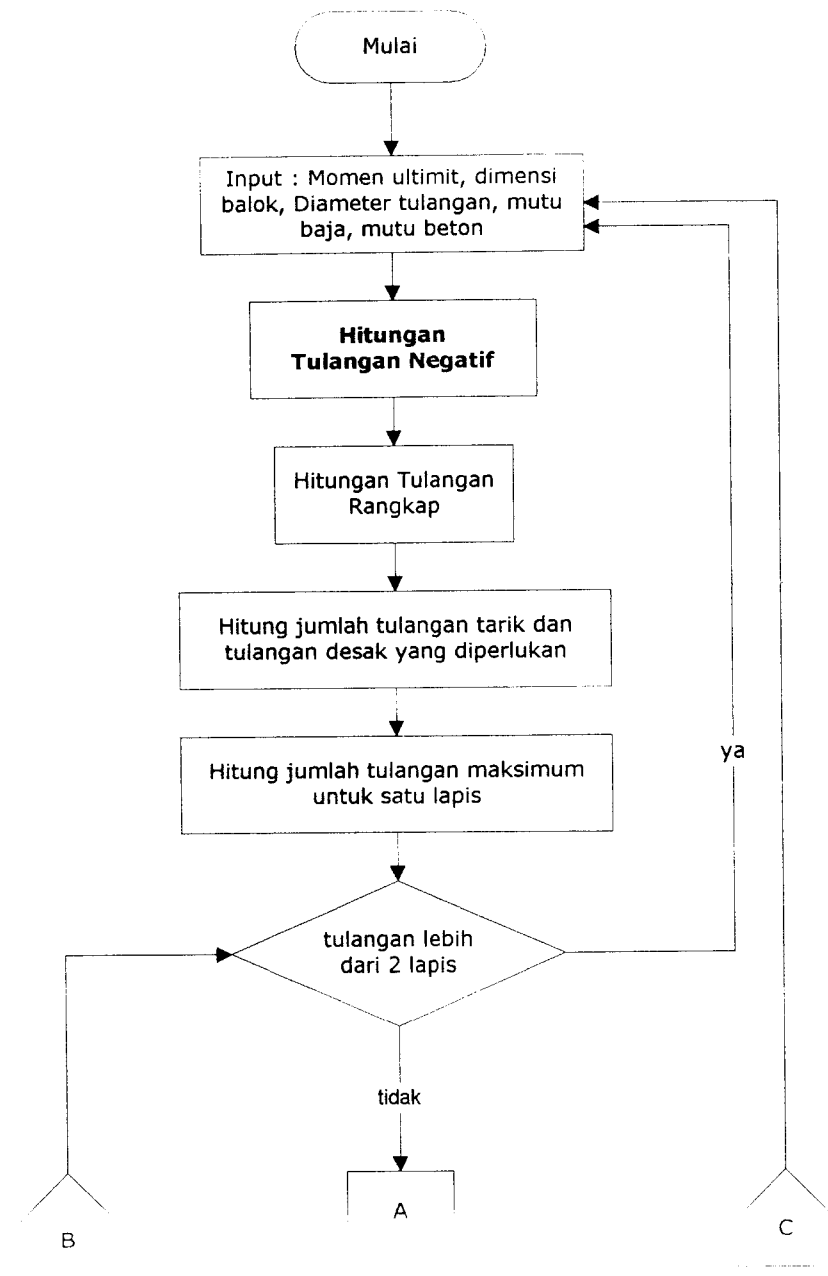 Mulai
Input : Momen ultimit, dimensi
balok, Diameter tulangan, mutu
baja, mutu beton
Hitungan
Tulangan Negatif
Hitungan Tulangan
Rangkap
Hitung jumlah tulangan tarik dan
tulangan desak yang diperlukan
Hitung jumlah tulangan maksimum
untuk satu lapis
ya
tulangan lebih
dari 2 lapis
tidak
A
B
C